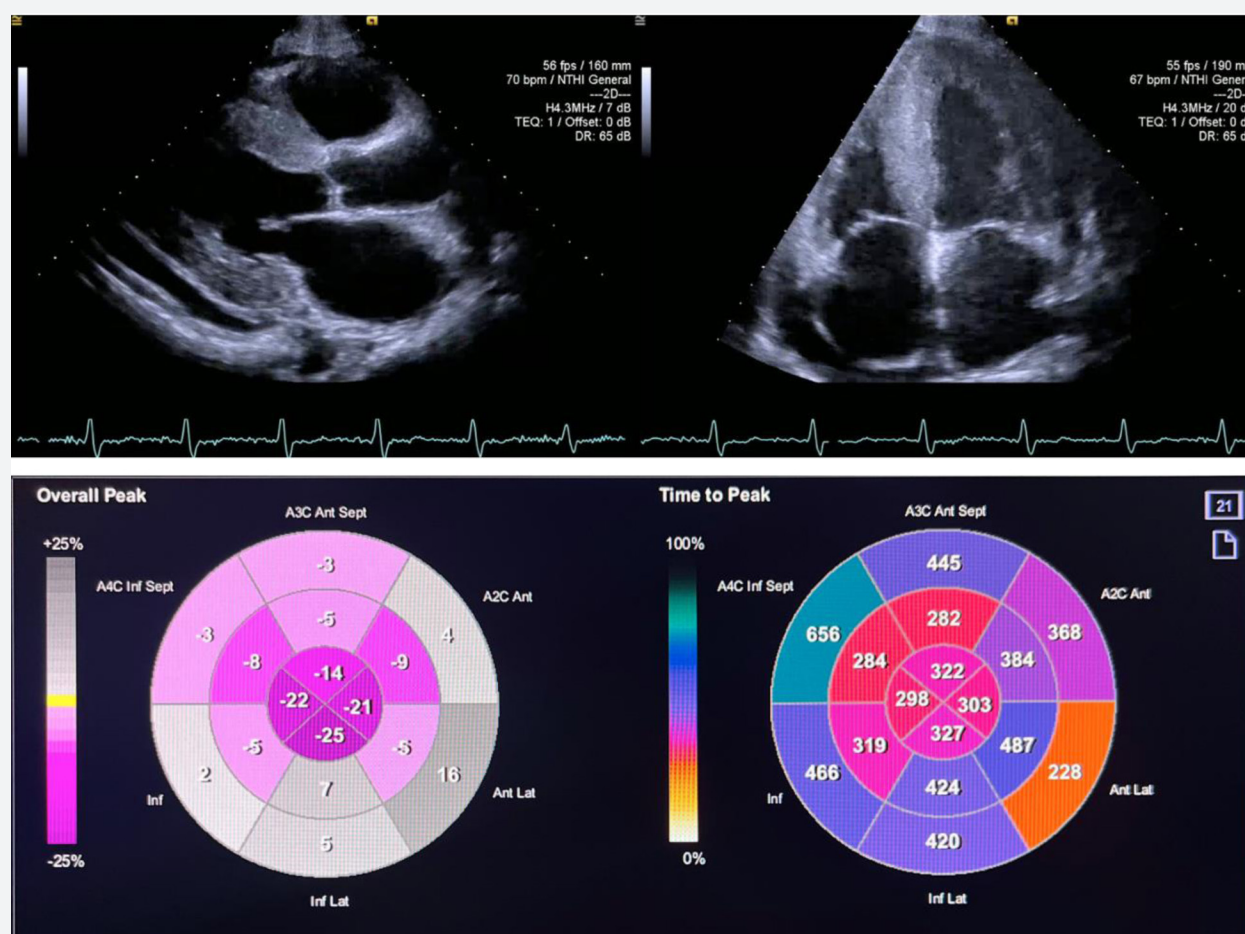 56 fps / 160 mm
70 bpm / NTHI General
---2D---
H4.3MHz / 7 dB
TEQ: 1 / Offset: 0 dB
DR: 65 dB
55 fps / 190 mm
67 bpm / NTHI Gener
---2D-
H4.3MHz / 20 d
TEQ: 1 / Offset: 0 d
DR: 65 d
Overall Peak
A3C Ant Sept
+25%
A4C Inf Sept
A2C Ant
-3
-5
4
-3
-8
-9
-14
-22
-21
-25
-5
-6
2
16
7
Inf
Ant Lat
5
-25%
Inf Lat
Time to Peak
21
A3C Ant Sept
100%
A4C Inf Sept
A2C Ant
445
282
368
656
284
384
322
298
303
327
319
487
466
228
424
Inf
Ant Lat
420
0%
Inf Lat